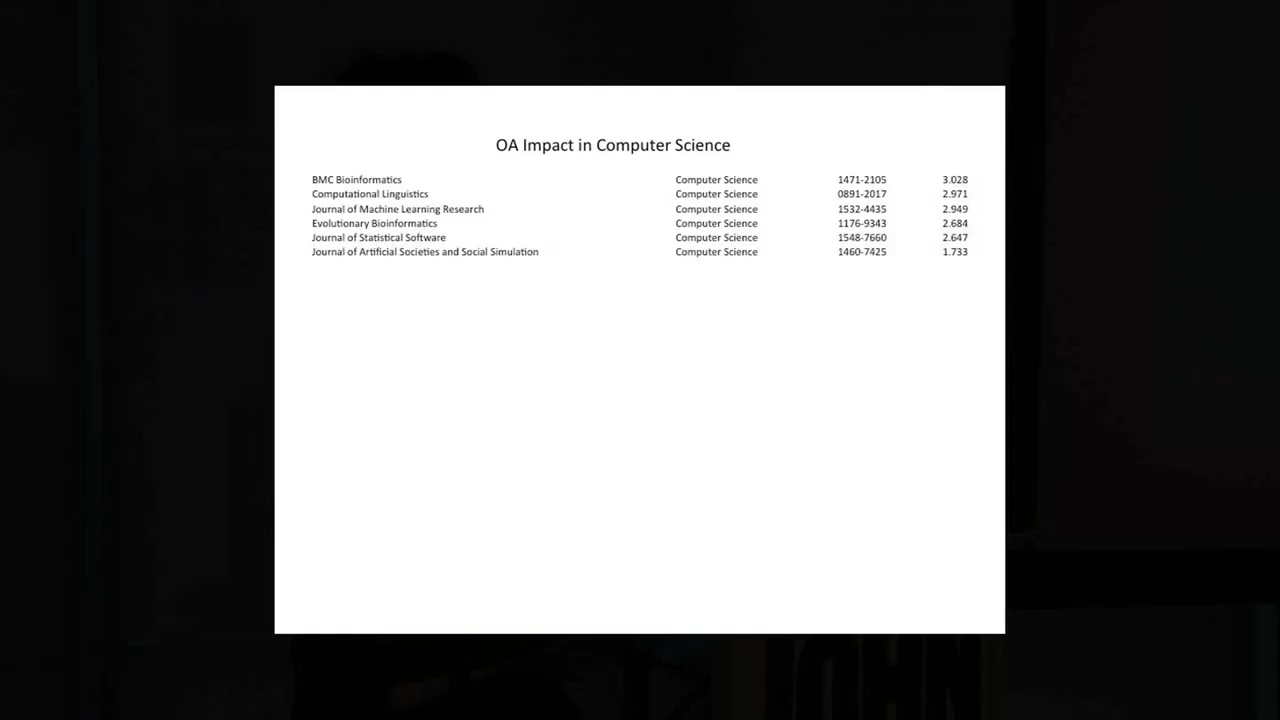 OA Impact in Computer Science
BMC Bioinformatics Computer Science 1471-2105 3.028
Computational Linguistics Computer Science 0891-2017 2.971
Journal of Machine Learning Research Computer Science 1532-4435 2.949
Evolutionary Bioinformatics Computer Science 1176-9343 2.684
Journal of Statistical Software Computer Science 1548-7660 2.647
Journal of Artificial Societies and Social Simulation Computer Science 1460-7425 1.733
JOHN